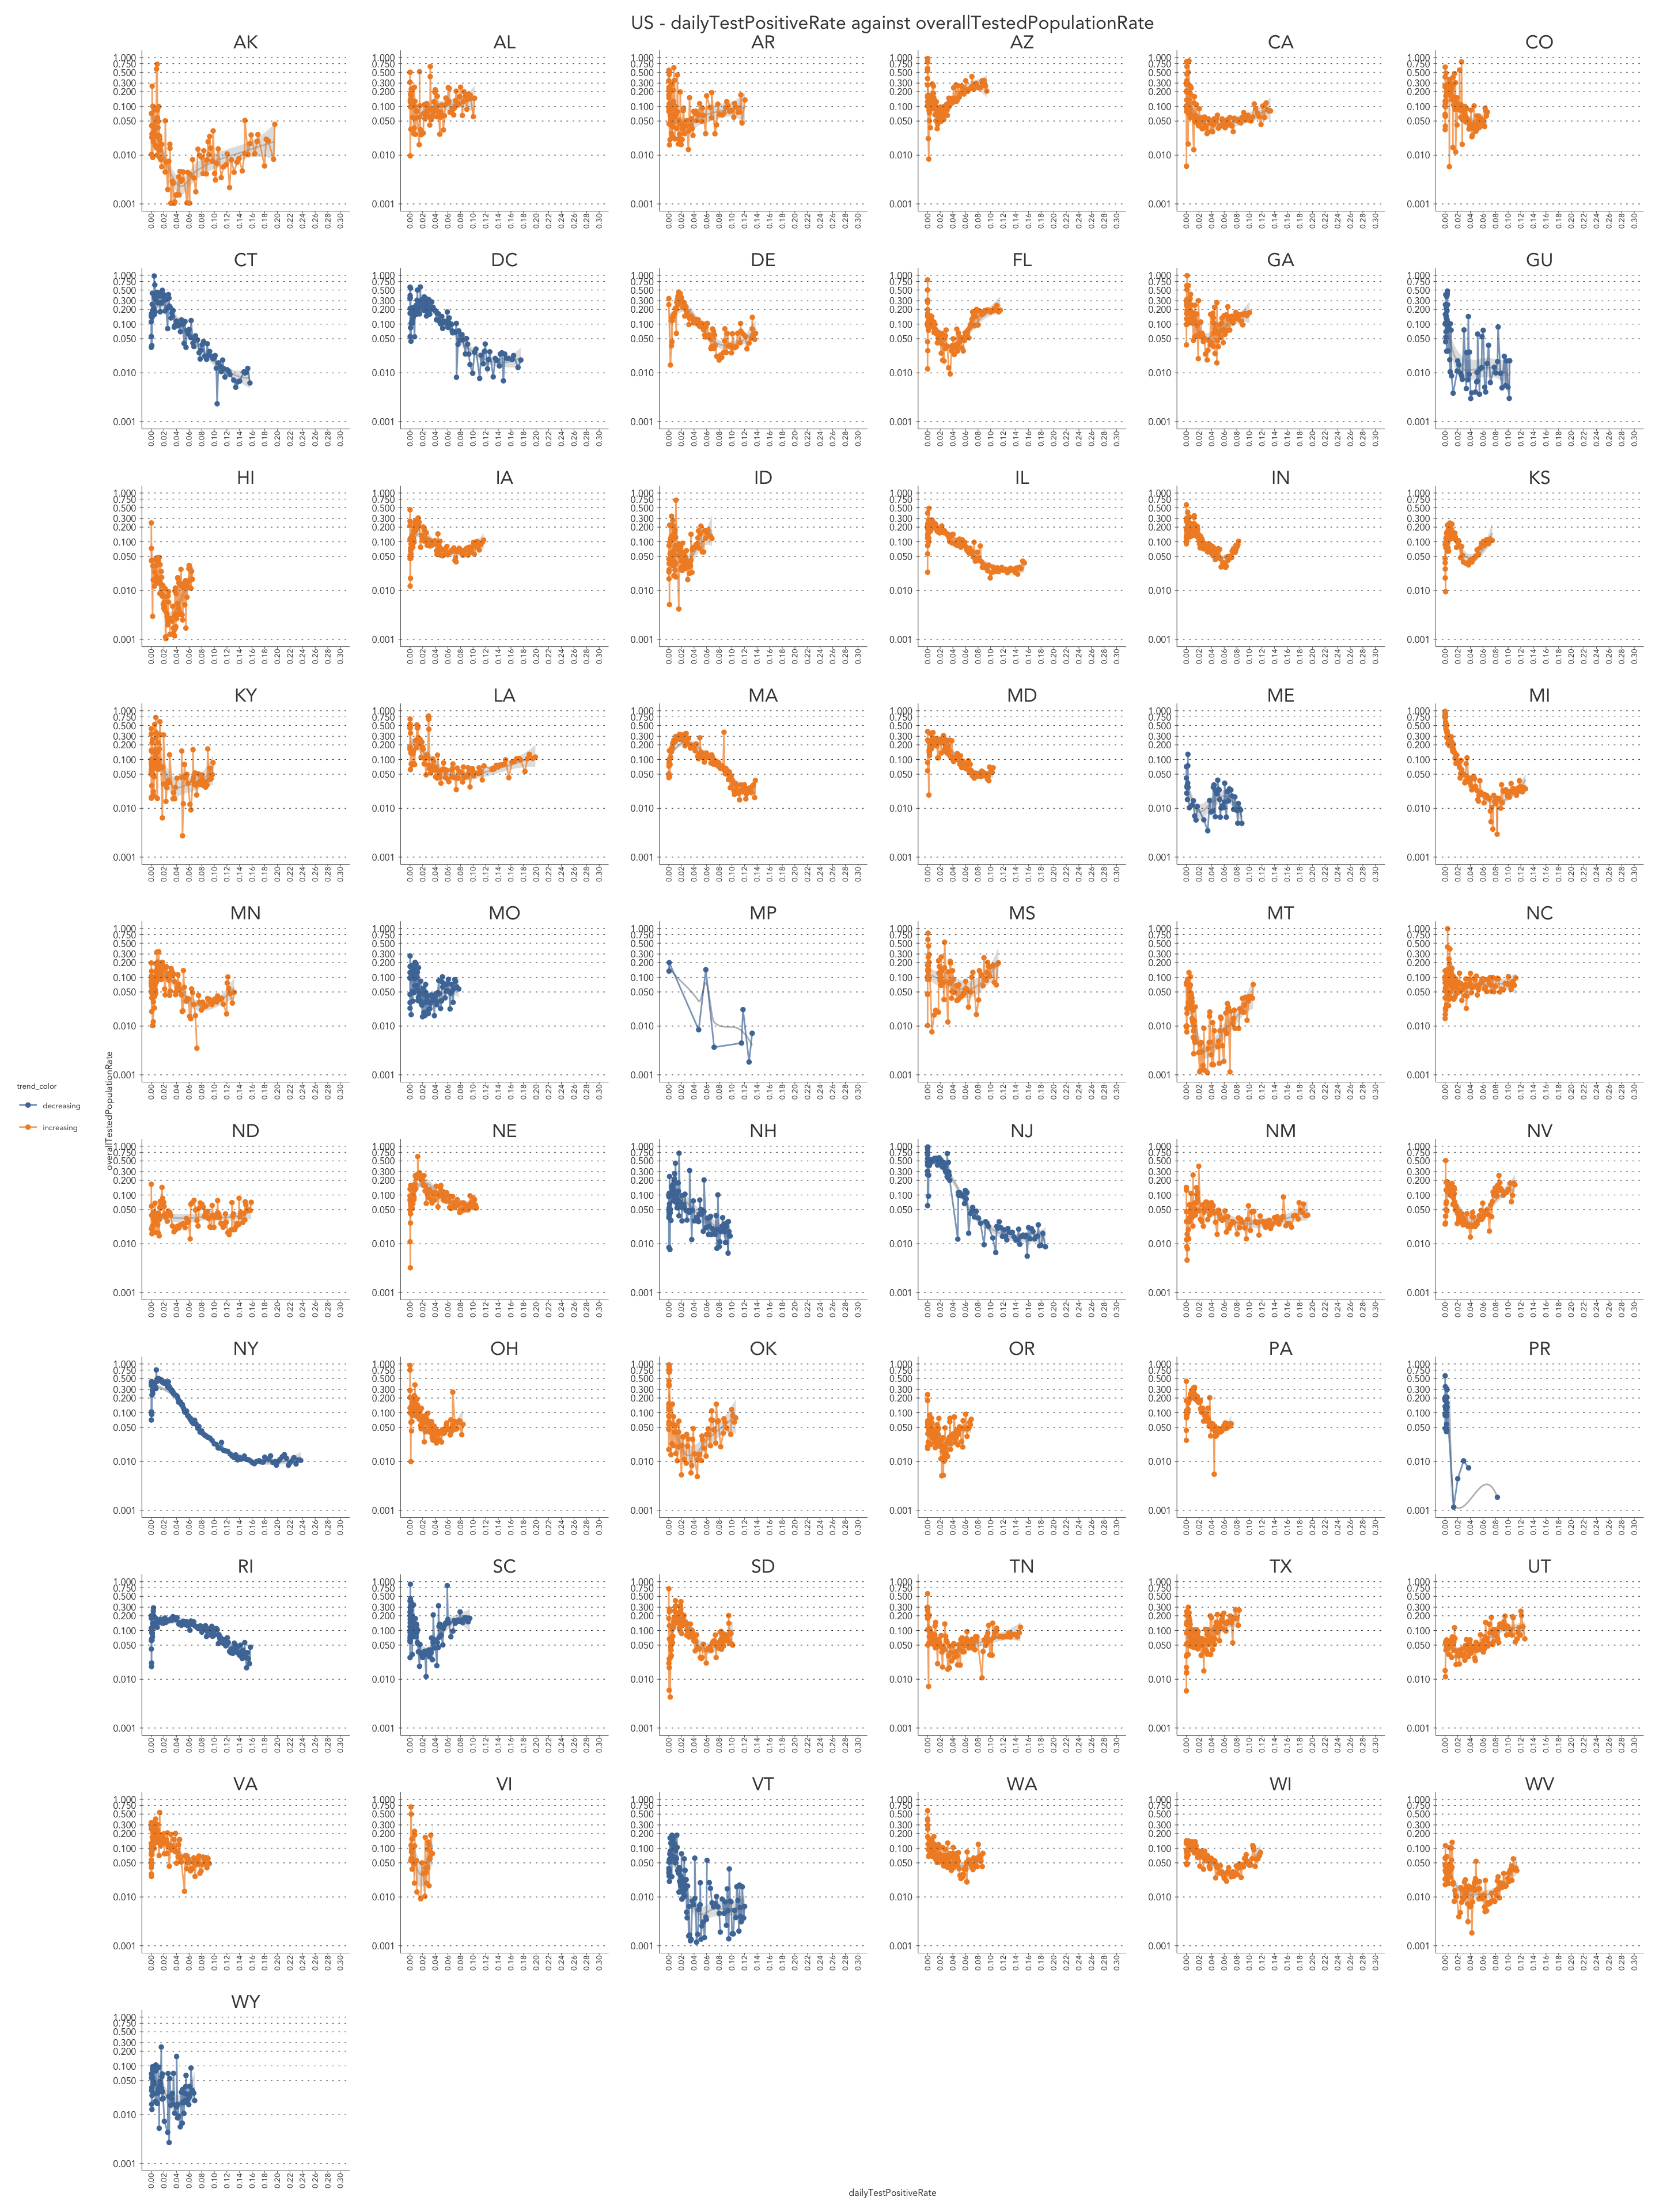 US - dailyTestPositiveRate against overallTestedPopulationRate
AK AL AR AZ CA CO
1.000
0.750
0.500
0.300
0.200
0.100
0.050
0.010
0.001
0.00 0.02 0.04 0.06 0.08 0.10 0.12 0.14 0.16 0.18 0.20 0.22 0.24 0.26 0.28 0.30
CT DC DE FL GA GU
HI IA ID IL IN KS
KY LA MA MD ME MI
MN MO MP MS MT NC
overallTestedPopulationRate
trend_color
decreasing
increasing
ND NE NH NJ NM NV
NY OH OK OR PA PR
RI SC SD TN TX UT
VA VI VT WA WI WV
WY
dailyTestPositiveRate